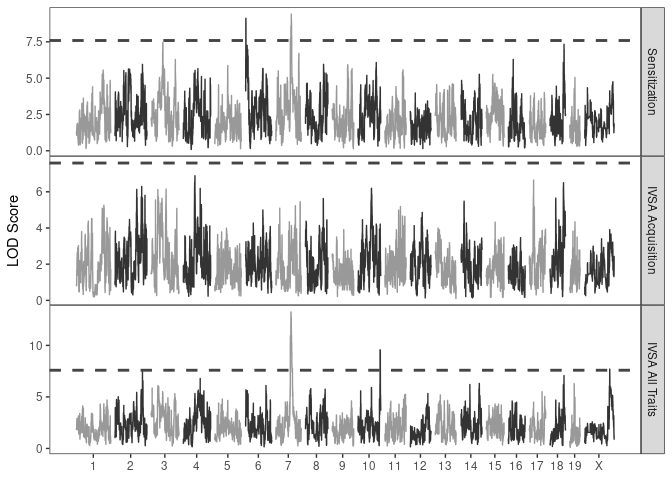 7.5
5.0
2.5
0.0
Sensitization
6
4
2
0
IVSA Acquisition
LOD Score
10
5
0
IVSA All Traits
1 2 3 4 5 6 7 8 9 10 11 12 13 14 15 16 17 18 19 X